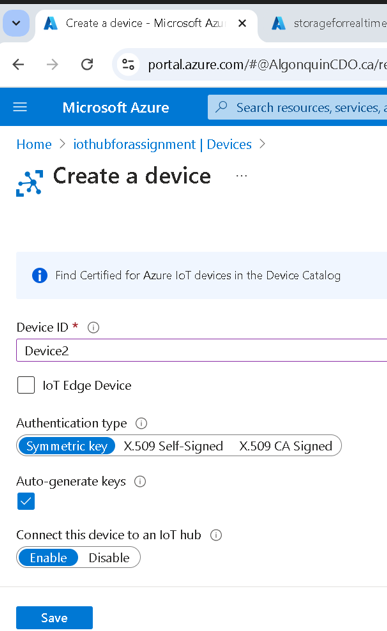 Create a device - Microsoft Azu
storageforrealtime
portal.azure.com/#@AlgonquinCDO.ca/re
Microsoft Azure
Search resources, services, a
Home > iothubforassignment | Devices >
Create a device ...
Find Certified for Azure IoT devices in the Device Catalog
Device ID *
Device2
IoT Edge Device
Authentication type
Symmetric key X.509 Self-Signed X.509 CA Signed
Auto-generate keys
Connect this device to an IoT hub
Enable Disable
Save